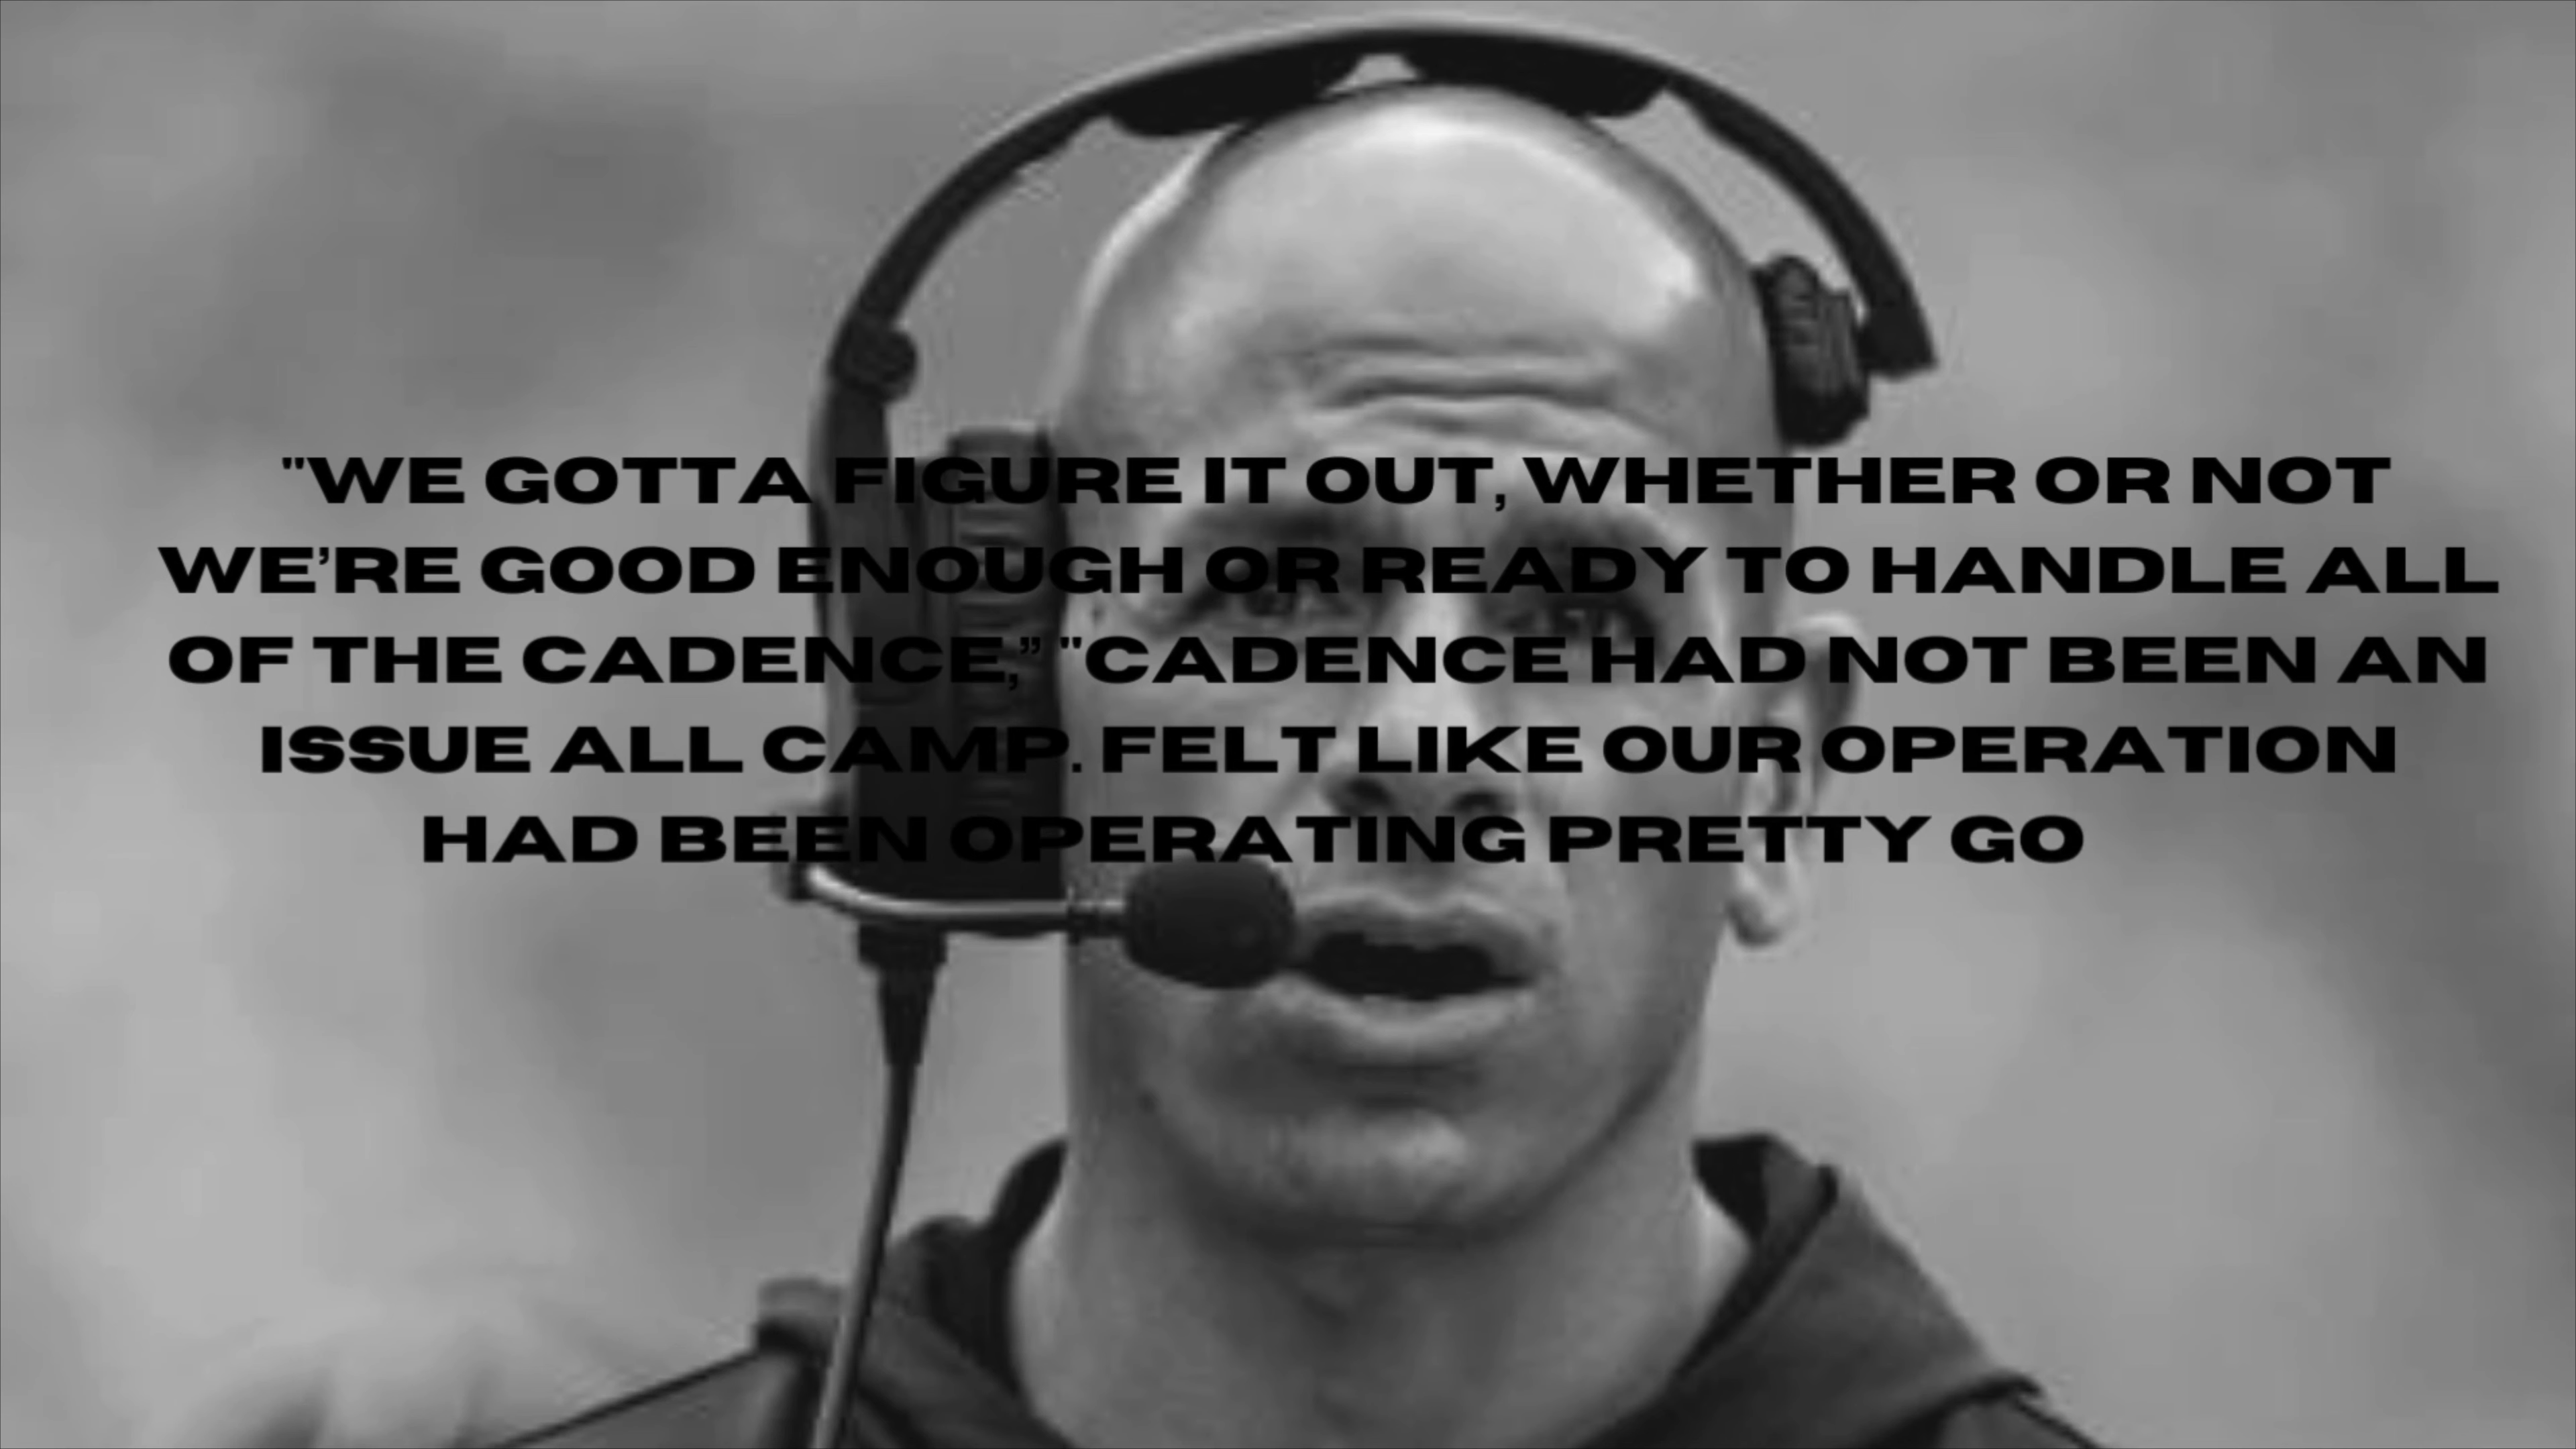 "WE GOTTA FIGURE IT OUT, WHETHER OR NOT
WE’RE GOOD ENOUGH OR READY TO HANDLE ALL
OF THE CADENCE,” "CADENCE HAD NOT BEEN AN
ISSUE ALL CAMP. FELT LIKE OUR OPERATION
HAD BEEN OPERATING PRETTY GO